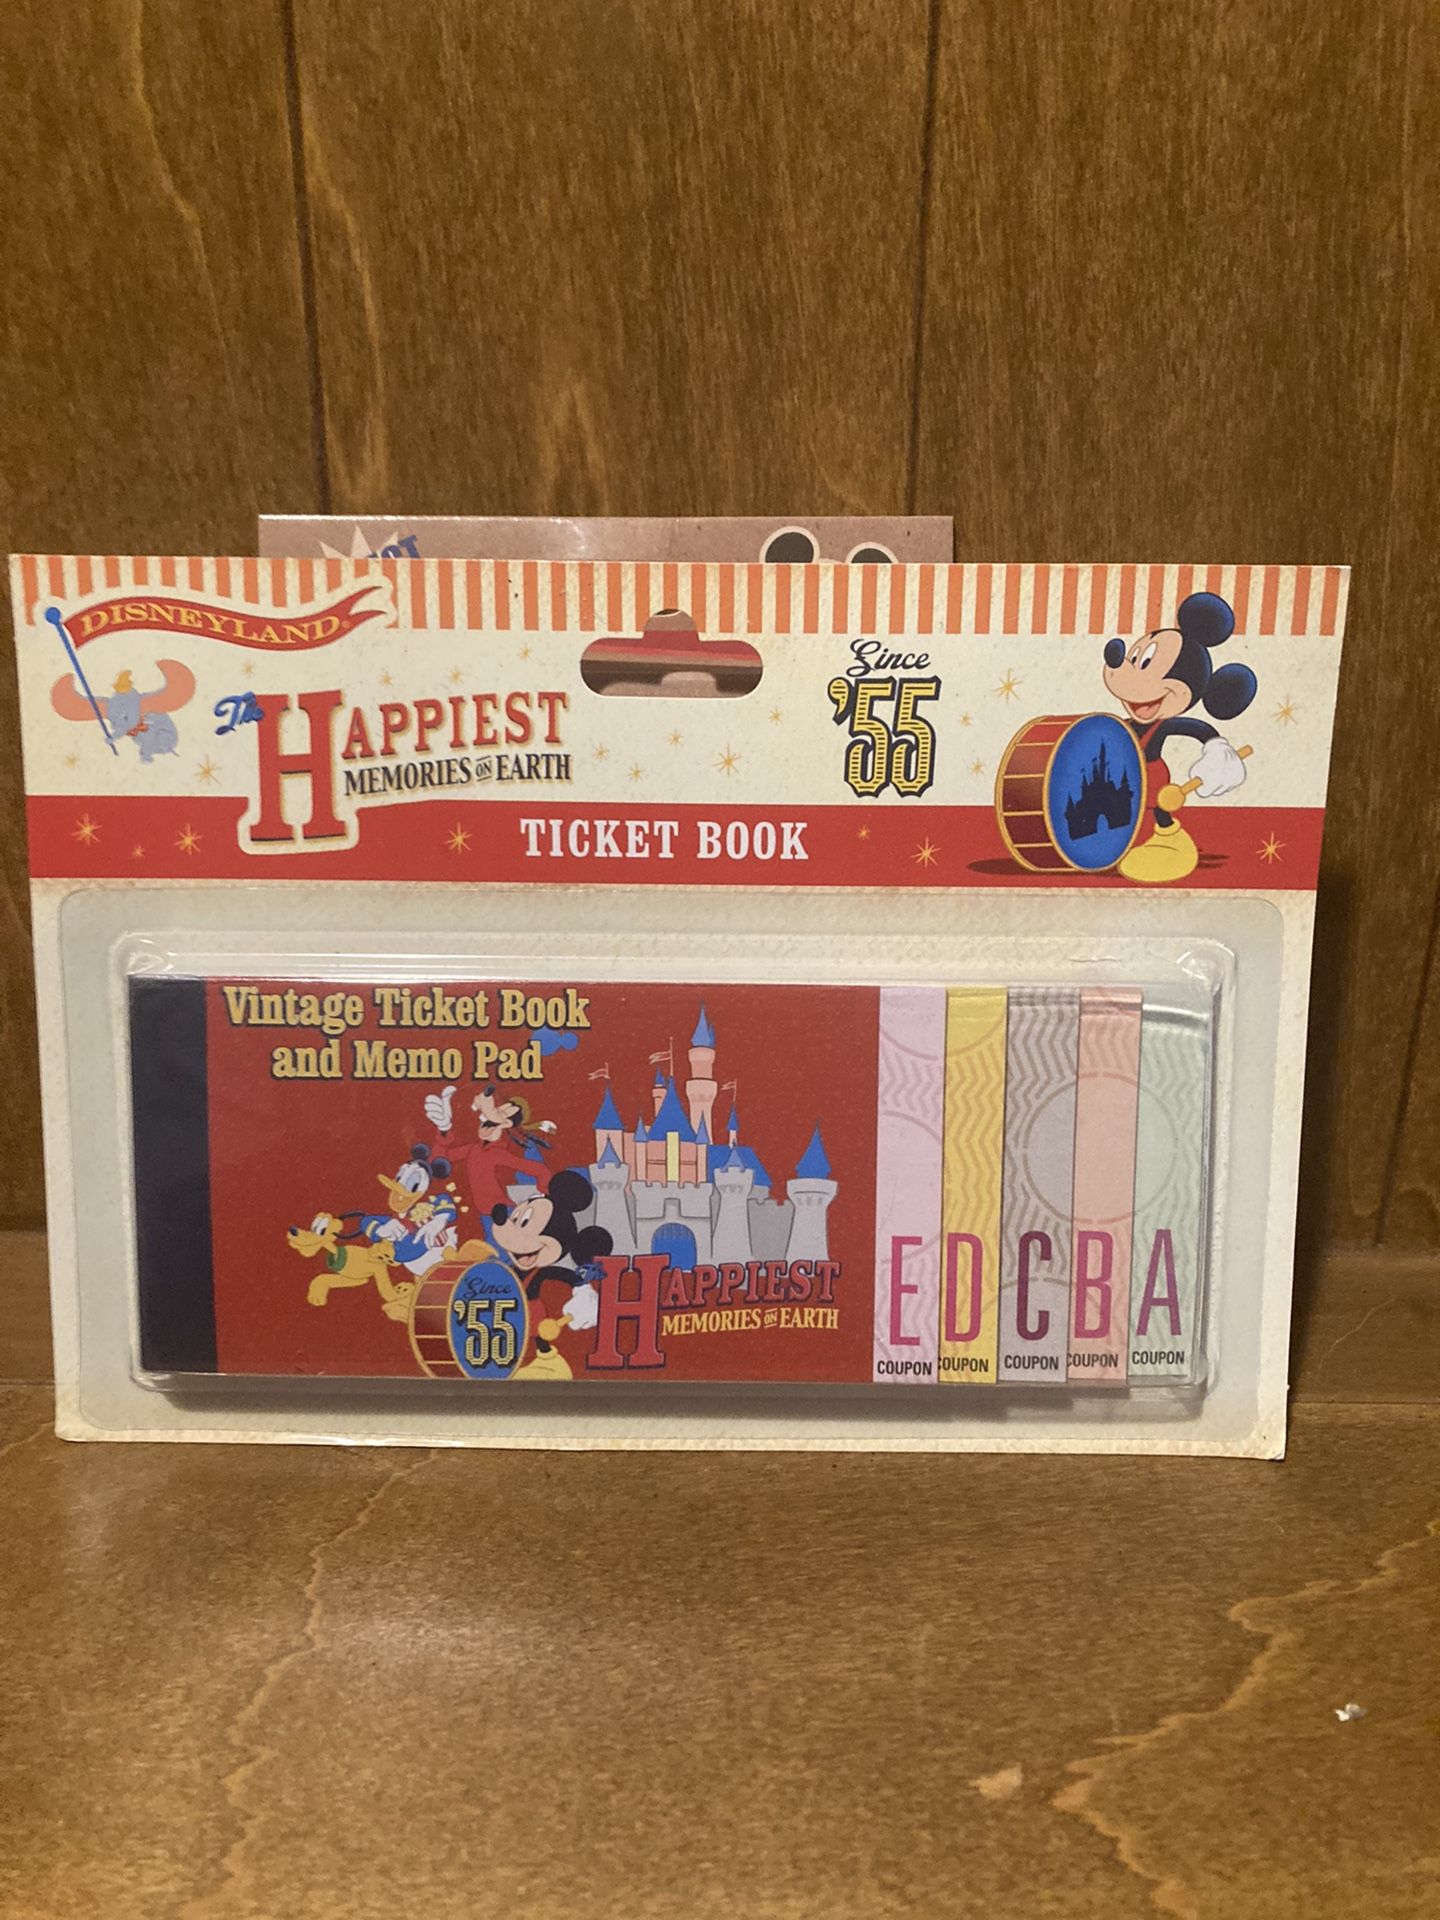 DISNEYLAND®
The HAPPIEST
MEMORIES ON EARTH
Since
'55
TICKET BOOK
Vintage Ticket Book
and Memo Pad
Since
'55
The HAPPIEST
MEMORIES ON EARTH
E D C B A
COUPON COUPON COUPON COUPON COUPON